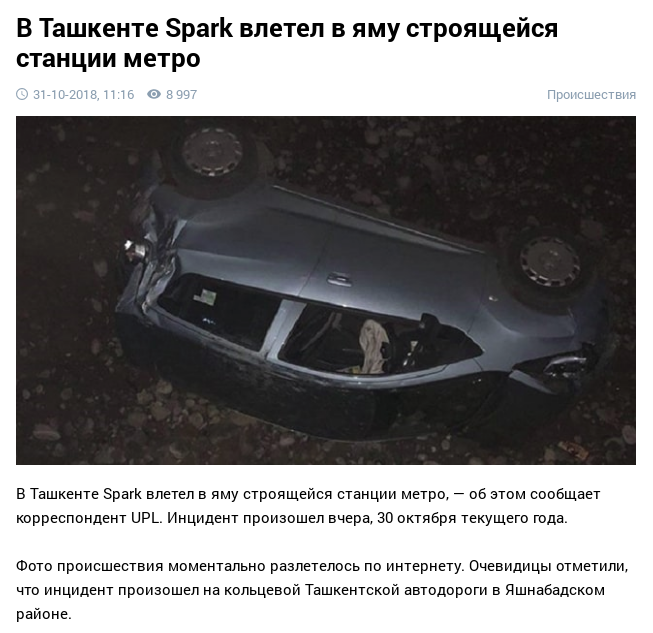 В Ташкенте Spark влетел в яму строящейся
станции метро
31-10-2018, 11:16 8 997 Происшествия
В Ташкенте Spark влетел в яму строящейся станции метро, — об этом сообщает
корреспондент UPL. Инцидент произошел вчера, 30 октября текущего года.
Фото происшествия моментально разлетелось по интернету. Очевидицы отметили,
что инцидент произошел на кольцевой Ташкентской автодороги в Яшнабадском
районе.